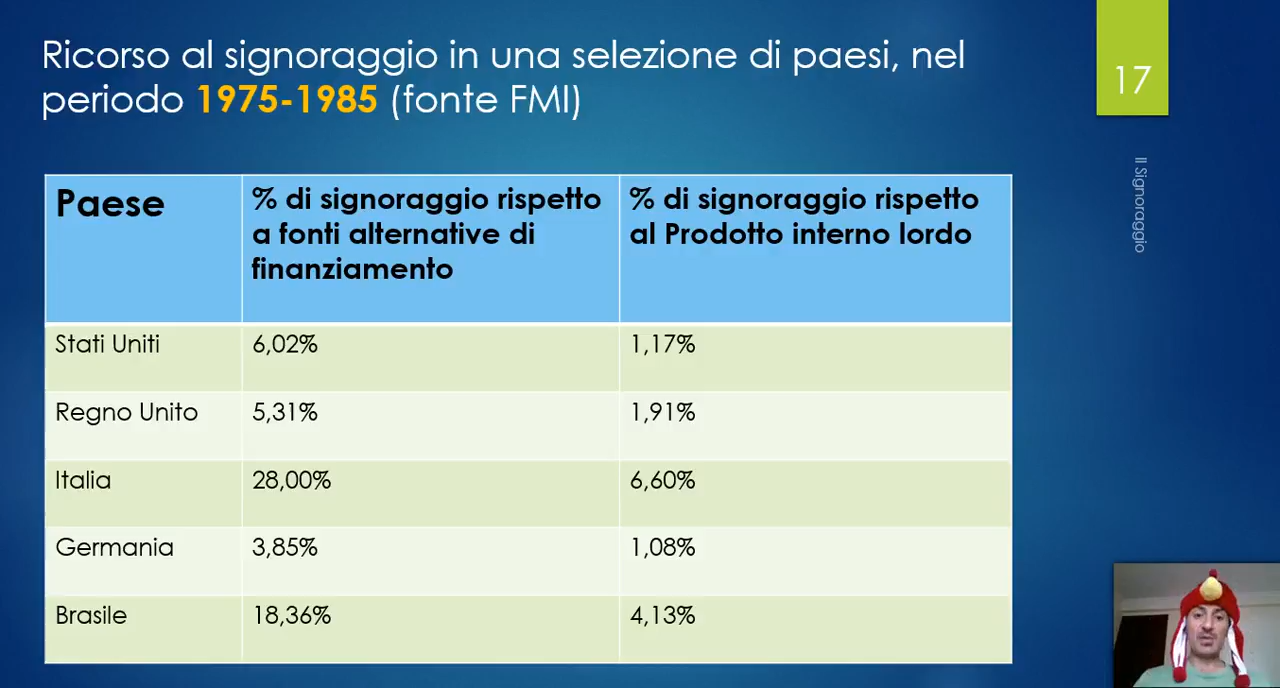 Ricorso al signoraggio in una selezione di paesi, nel
periodo 1975-1985 (fonte FMI)
17
Il Signoraggio
Paese
% di signoraggio rispetto
a fonti alternative di
finanziamento
% di signoraggio rispetto
al Prodotto interno lordo
Stati Uniti 6,02% 1,17%
Regno Unito 5,31% 1,91%
Italia 28,00% 6,60%
Germania 3,85% 1,08%
Brasile 18,36% 4,13%